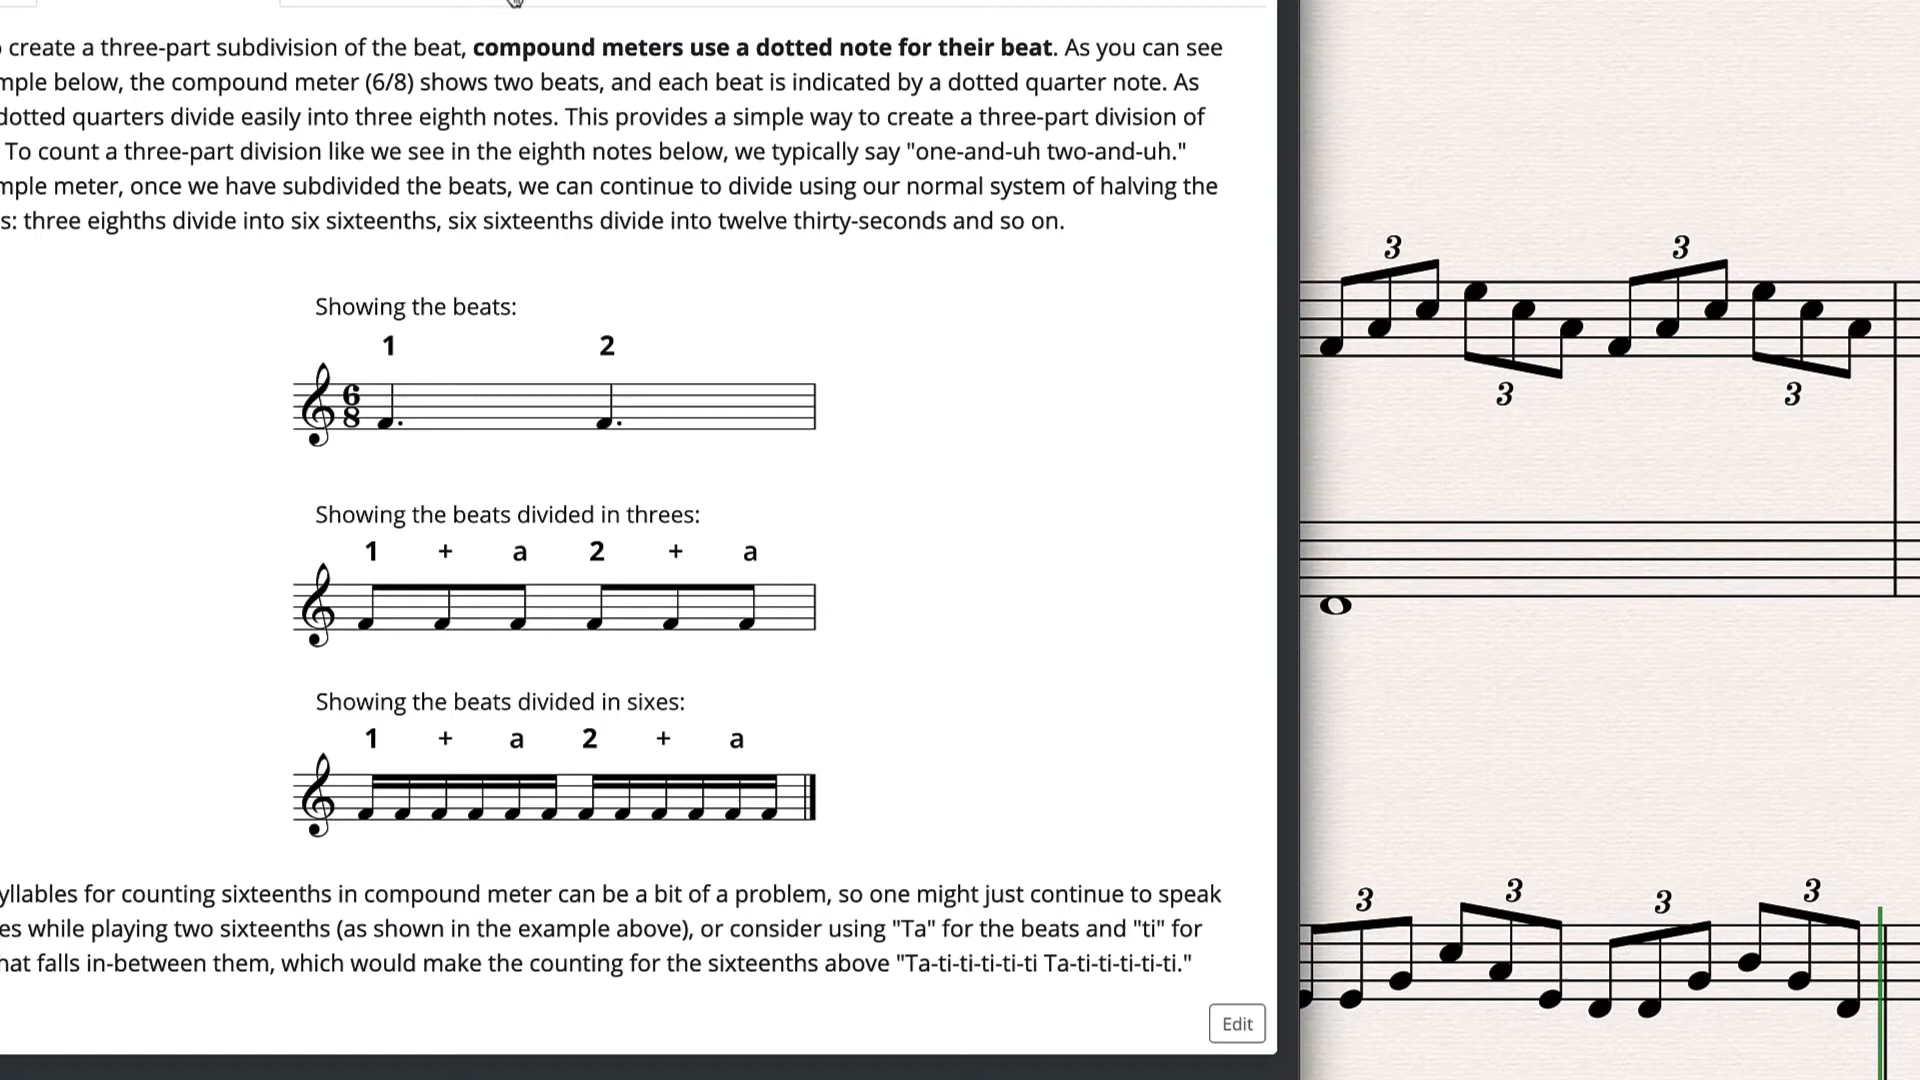 create a three-part subdivision of the beat, compound meters use a dotted note for their beat. As you can see
below, the compound meter (6/8) shows two beats, and each beat is indicated by a dotted quarter note. As
dotted quarters divide easily into three eighth notes. This provides a simple way to create a three-part division of
To count a three-part division like we see in the eighth notes below, we typically say "one-and-uh two-and-uh."
meter, once we have subdivided the beats, we can continue to divide using our normal system of halving the
s: three eighths divide into six sixteenths, six sixteenths divide into twelve thirty-seconds and so on.
Showing the beats:
1 2
6
8
Showing the beats divided in threes:
1 + a 2 + a
Showing the beats divided in sixes:
1 + a 2 + a
yllables for counting sixteenths in compound meter can be a bit of a problem, so one might just continue to speak
es while playing two sixteenths (as shown in the example above), or consider using "Ta" for the beats and "ti" for
hat falls in-between them, which would make the counting for the sixteenths above "Ta-ti-ti-ti-ti-ti Ta-ti-ti-ti-ti-ti."
Edit
3 3
3 3
3 3 3 3